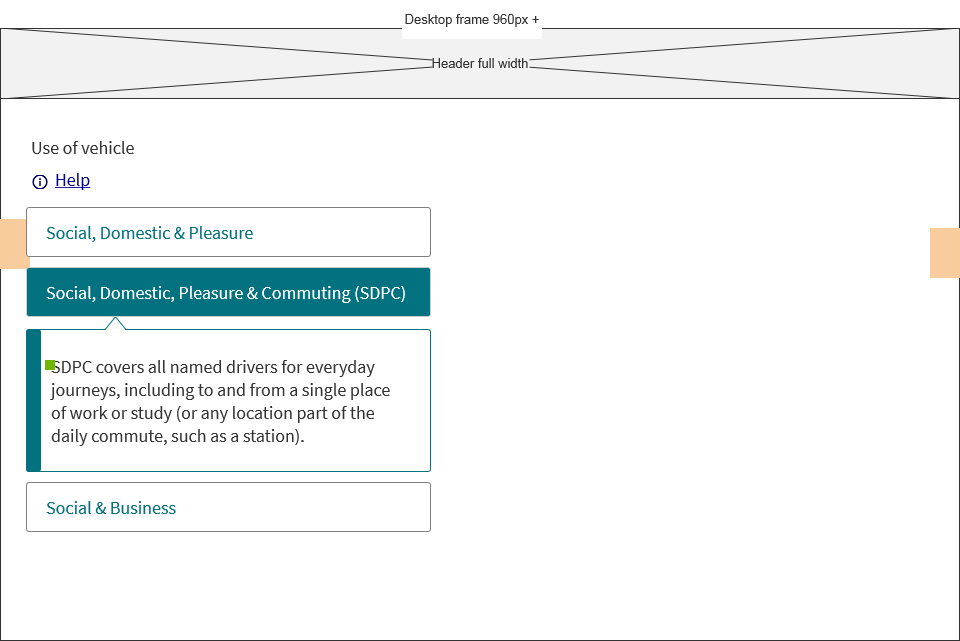 Desktop frame 960px +
Header full width
Use of vehicle
Help
Social, Domestic & Pleasure
Social, Domestic, Pleasure & Commuting (SDPC)
SDPC covers all named drivers for everyday
journeys, including to and from a single place
of work or study (or any location part of the
daily commute, such as a station).
Social & Business